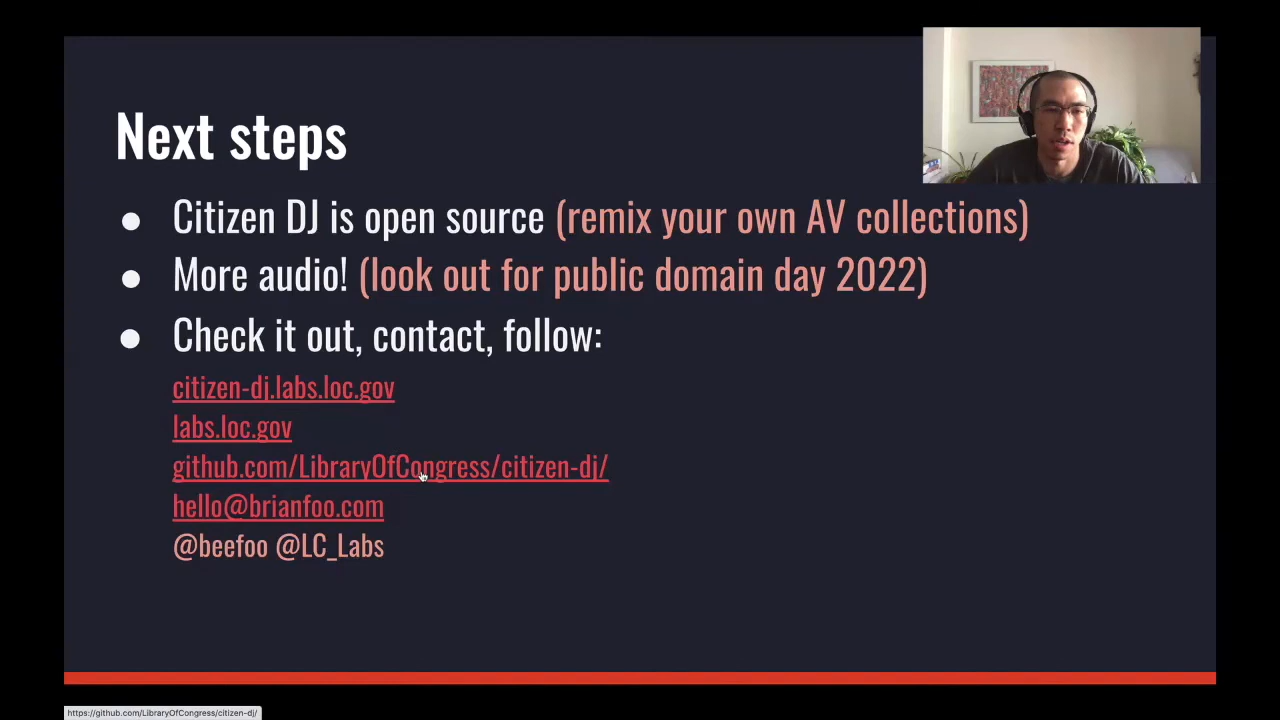 Next steps
● Citizen DJ is open source (remix your own AV collections)
● More audio! (look out for public domain day 2022)
● Check it out, contact, follow:
citizen-dj.labs.loc.gov
labs.loc.gov
github.com/LibraryOfCongress/citizen-dj/
hello@brianfoo.com
@beefoo @LC_Labs
https://github.com/LibraryOfCongress/citizen-dj/